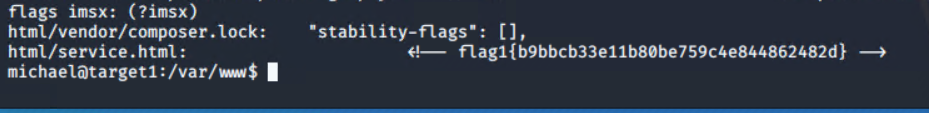 flags imsx: (?imsx)
html/vendor/composer.lock:    "stability-flags": [],
html/service.html:                <!-- flag1{b9bbcb33e11b80be759c4e844862482d} -->
michael@target1:/var/www$